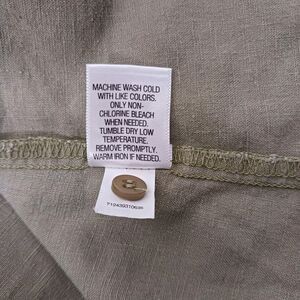 MACHINE WASH COLD
WITH LIKE COLORS.
ONLY NON-
CHLORINE BLEACH
WHEN NEEDED.
TUMBLE DRY LOW
TEMPERATURE.
REMOVE PROMPTLY.
WARM IRON IF NEEDED.